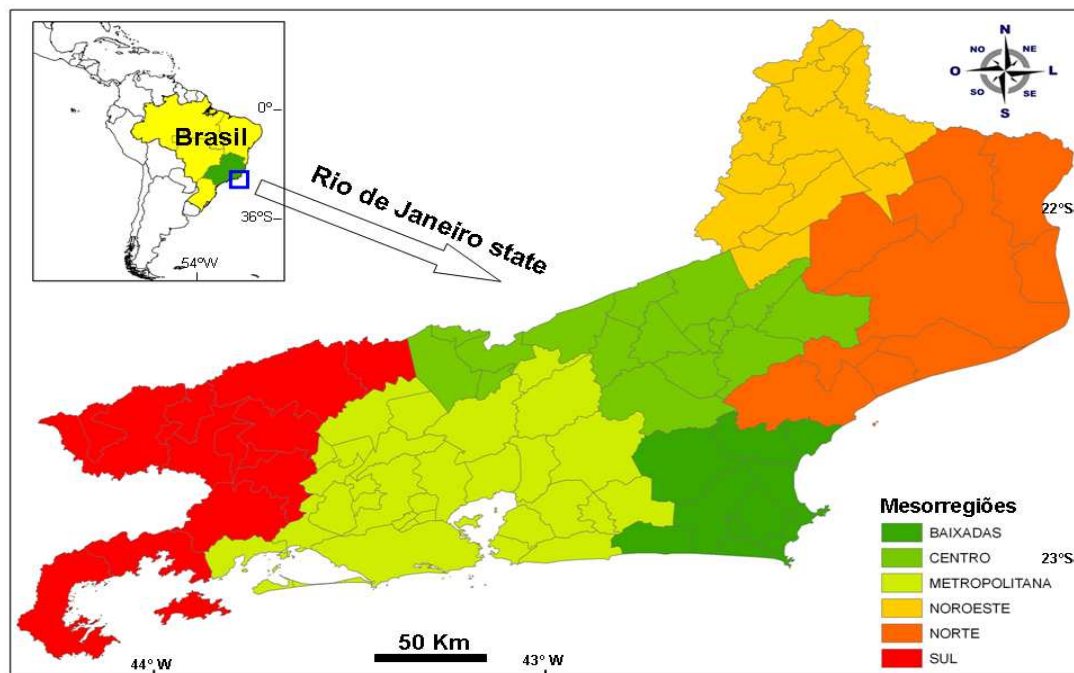 Brasil
0°
36°S
54°W
Rio de Janeiro state
N
NO
NE
O
L
SO
SE
S
22°S
23°S
Mesorregiões
BAIXADAS
CENTRO
METROPOLITANA
NOROESTE
NORTE
SUL
50 Km
44° W
43° W